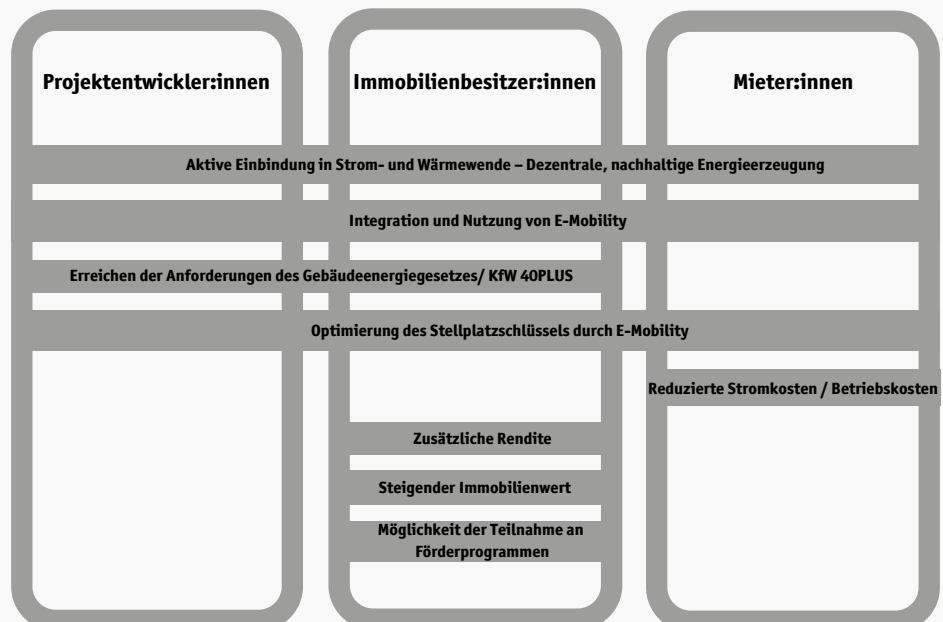 Projektentwickler:innen
Immobilienbesitzer:innen
Mieter:innen
Aktive Einbindung in Strom- und Wärmewende – Dezentrale, nachhaltige Energieerzeugung
Integration und Nutzung von E-Mobility
Erreichen der Anforderungen des Gebäudeenergiegesetzes/ KfW 40PLUS
Optimierung des Stellplatzschlüssels durch E-Mobility
Reduzierte Stromkosten / Betriebskosten
Zusätzliche Rendite
Steigender Immobilienwert
Möglichkeit der Teilnahme an
Förderprogrammen